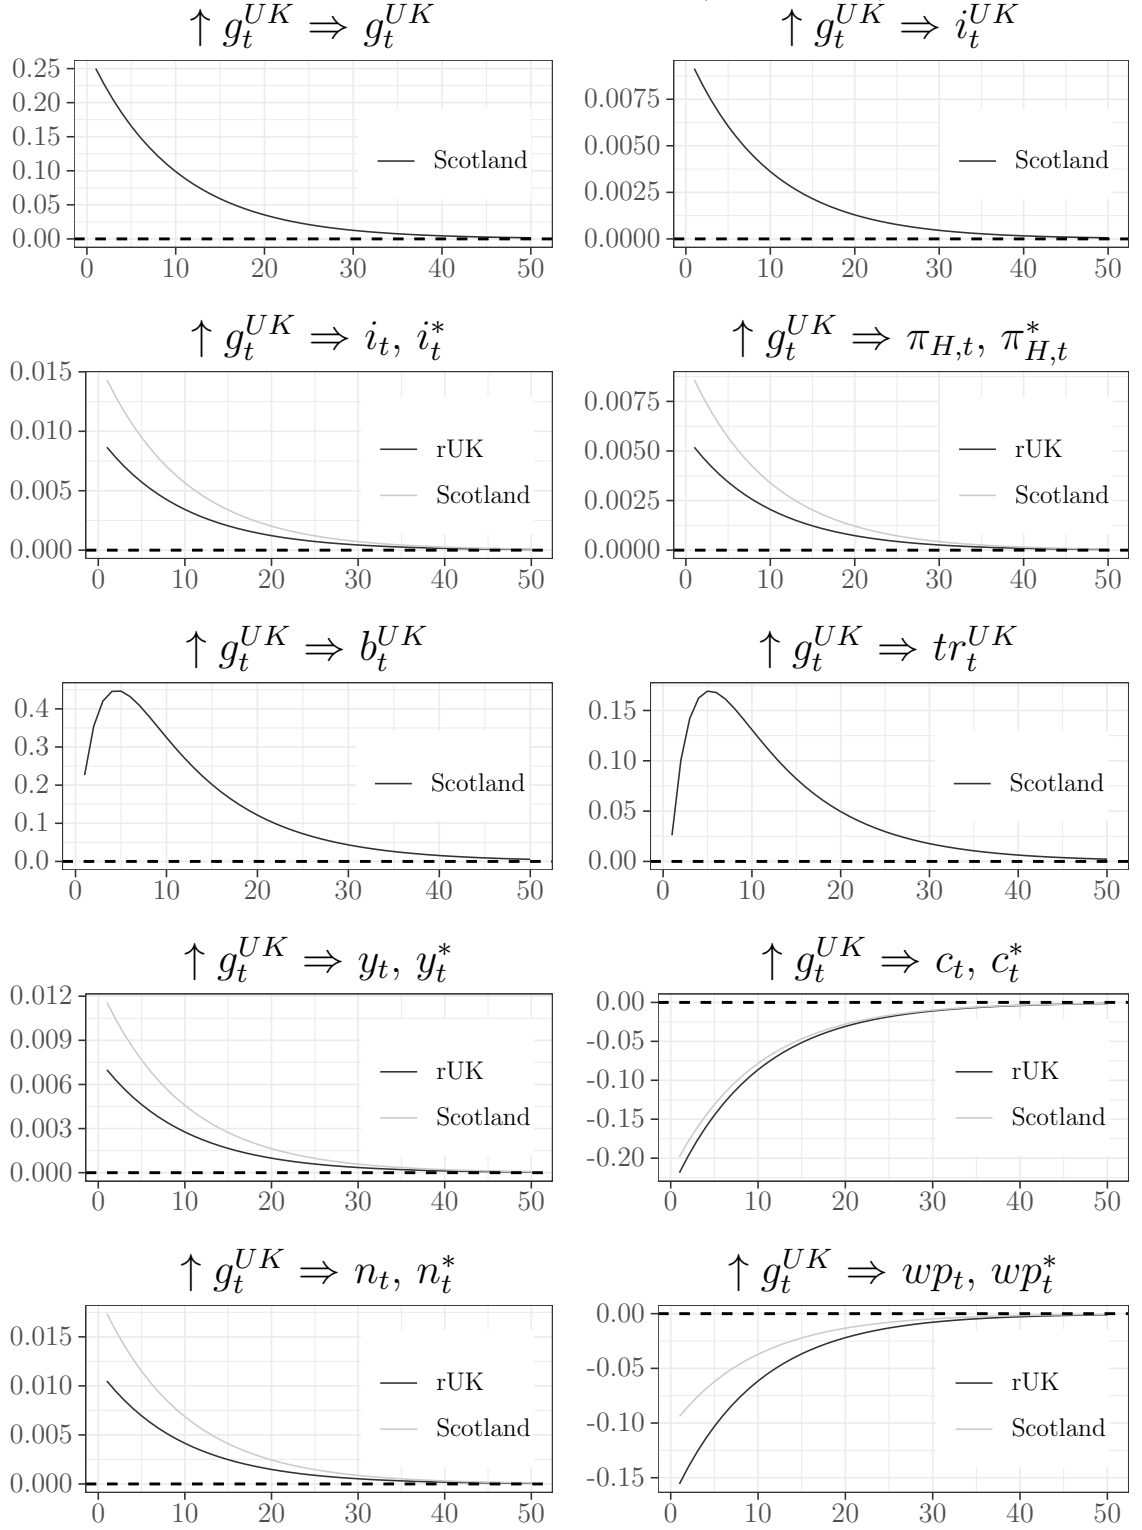 ↑ g_t^{UK} ⇒ g_t^{UK}
0.25
0.20
0.15
0.10
0.05
0.00
Scotland
0 10 20 30 40 50
↑ g_t^{UK} ⇒ i_t^{UK}
0.0075
0.0050
0.0025
0.0000
Scotland
0 10 20 30 40 50
↑ g_t^{UK} ⇒ i_t, i_t^*
0.015
0.010
0.005
0.000
rUK
Scotland
0 10 20 30 40 50
↑ g_t^{UK} ⇒ π_{H,t}, π_{H,t}^*
0.0075
0.0050
0.0025
0.0000
rUK
Scotland
0 10 20 30 40 50
↑ g_t^{UK} ⇒ b_t^{UK}
0.4
0.3
0.2
0.1
0.0
Scotland
0 10 20 30 40 50
↑ g_t^{UK} ⇒ tr_t^{UK}
0.15
0.10
0.05
0.00
Scotland
0 10 20 30 40 50
↑ g_t^{UK} ⇒ y_t, y_t^*
0.012
0.009
0.006
0.003
0.000
rUK
Scotland
0 10 20 30 40 50
↑ g_t^{UK} ⇒ c_t, c_t^*
0.00
-0.05
-0.10
-0.15
-0.20
rUK
Scotland
0 10 20 30 40 50
↑ g_t^{UK} ⇒ n_t, n_t^*
0.015
0.010
0.005
0.000
rUK
Scotland
0 10 20 30 40 50
↑ g_t^{UK} ⇒ wp_t, wp_t^*
0.00
-0.05
-0.10
-0.15
rUK
Scotland
0 10 20 30 40 50